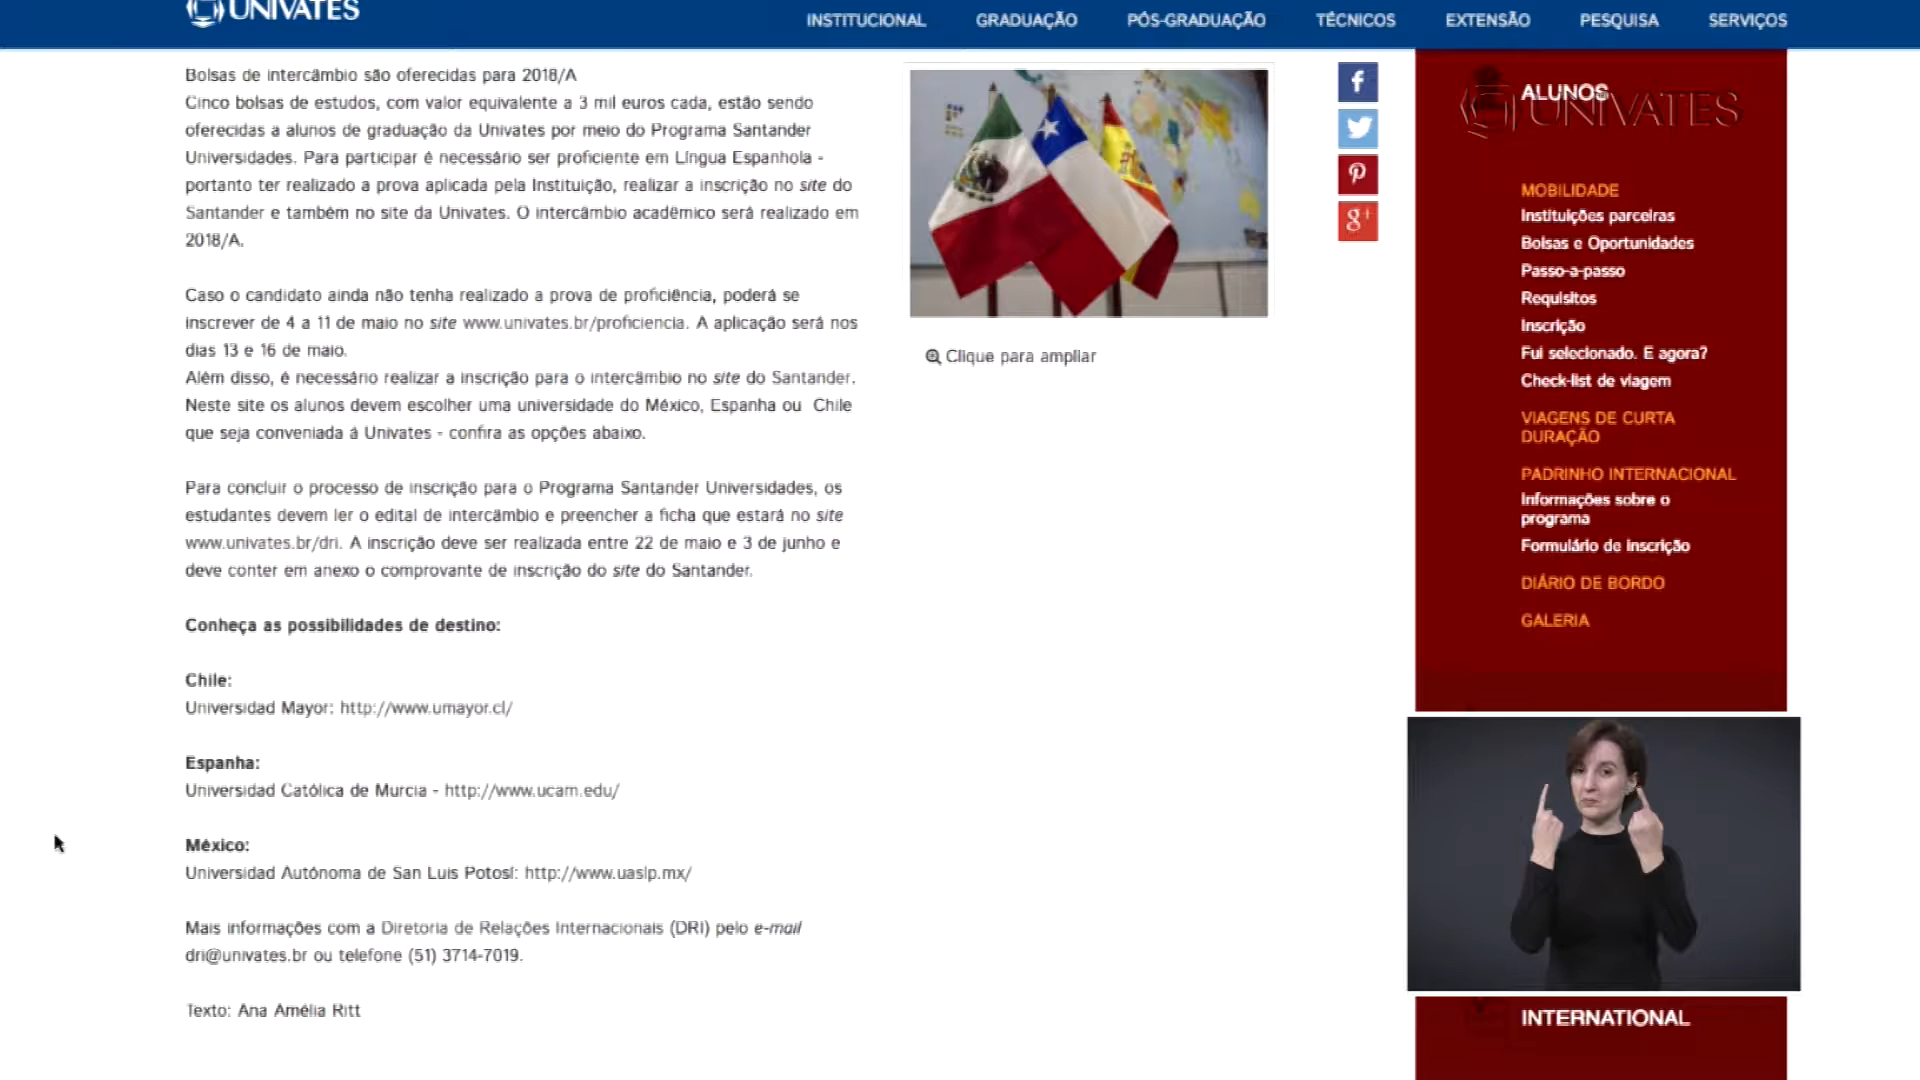 UNIVATES
INSTITUCIONAL GRADUAÇÃO PÓS-GRADUAÇÃO TÉCNICOS EXTENSÃO PESQUISA SERVIÇOS
Bolsas de intercâmbio são oferecidas para 2018/A
Cinco bolsas de estudos, com valor equivalente a 3 mil euros cada, estão sendo
oferecidas a alunos de graduação da Univates por meio do Programa Santander
Universidades. Para participar é necessário ser proficiente em Língua Espanhola -
portanto ter realizado a prova aplicada pela Instituição, realizar a inscrição no site do
Santander e também no site da Univates. O intercâmbio acadêmico será realizado em
2018/A.
Caso o candidato ainda não tenha realizado a prova de proficiência, poderá se
inscrever de 4 a 11 de maio no site www.univates.br/proficiencia. A aplicação será nos
dias 13 e 16 de maio.
Além disso, é necessário realizar a inscrição para o intercâmbio no site do Santander.
Neste site os alunos devem escolher uma universidade do México, Espanha ou Chile
que seja conveniada à Univates - confira as opções abaixo.
Para concluir o processo de inscrição para o Programa Santander Universidades, os
estudantes devem ler o edital de intercâmbio e preencher a ficha que estará no site
www.univates.br/dri. A inscrição deve ser realizada entre 22 de maio e 3 de junho e
deve conter em anexo o comprovante de inscrição do site do Santander.
Conheça as possibilidades de destino:
Chile:
Universidad Mayor: http://www.umayor.cl/
Espanha:
Universidad Católica de Murcia - http://www.ucam.edu/
México:
Universidad Autónoma de San Luis Potosí: http://www.uaslp.mx/
Mais informações com a Diretoria de Relações Internacionais (DRI) pelo e-mail
dri@univates.br ou telefone (51) 3714-7019.
Texto: Ana Amélia Ritt
Clique para ampliar
f
g+
ALUNOS
UNIVATES
MOBILIDADE
Instituições parceiras
Bolsas e Oportunidades
Passo-a-passo
Requisitos
Inscrição
Fui selecionado. E agora?
Check-list de viagem
VIAGENS DE CURTA
DURAÇÃO
PADRINHO INTERNACIONAL
Informações sobre o
programa
Formulário de inscrição
DIÁRIO DE BORDO
GALERIA
INTERNATIONAL